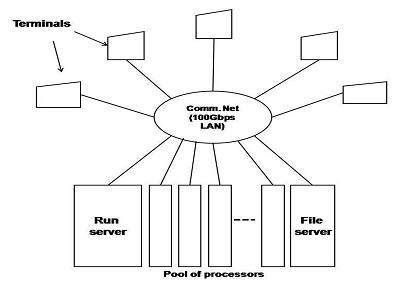 Terminals
Comm.Net
(100Gbps
LAN)
Run
server
File
server
Pool of processors